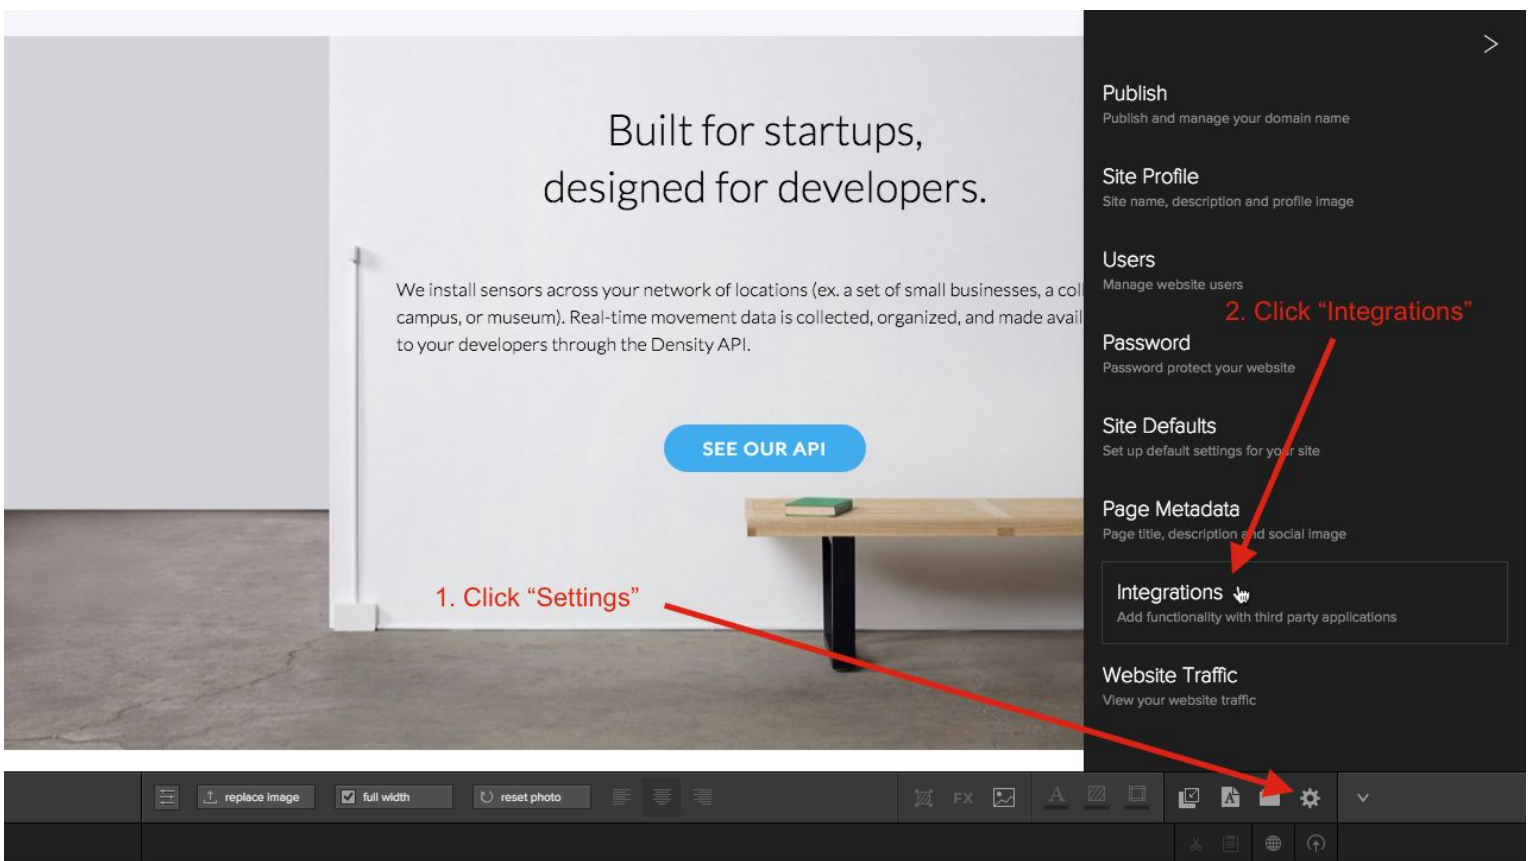 Built for startups,
designed for developers.
We install sensors across your network of locations (ex. a set of small businesses, a coll
campus, or museum). Real-time movement data is collected, organized, and made avail
to your developers through the Density API.
SEE OUR API
1. Click “Settings”
Publish
Publish and manage your domain name
Site Profile
Site name, description and profile image
Users
Manage website users
2. Click “Integrations”
Password
Password protect your website
Site Defaults
Set up default settings for your site
Page Metadata
Page title, description and social image
Integrations
Add functionality with third party applications
Website Traffic
View your website traffic
replace image
full width
reset photo
FX
A
A